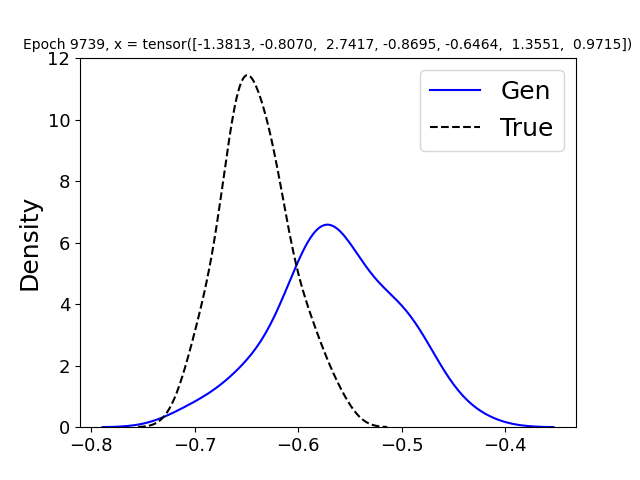 Epoch 9739, x = tensor([-1.3813, -0.8070,  2.7417, -0.8695, -0.6464,  1.3551,  0.9715])
12
10
8
6
4
2
0
Density
Gen
True
−0.8 −0.7 −0.6 −0.5 −0.4